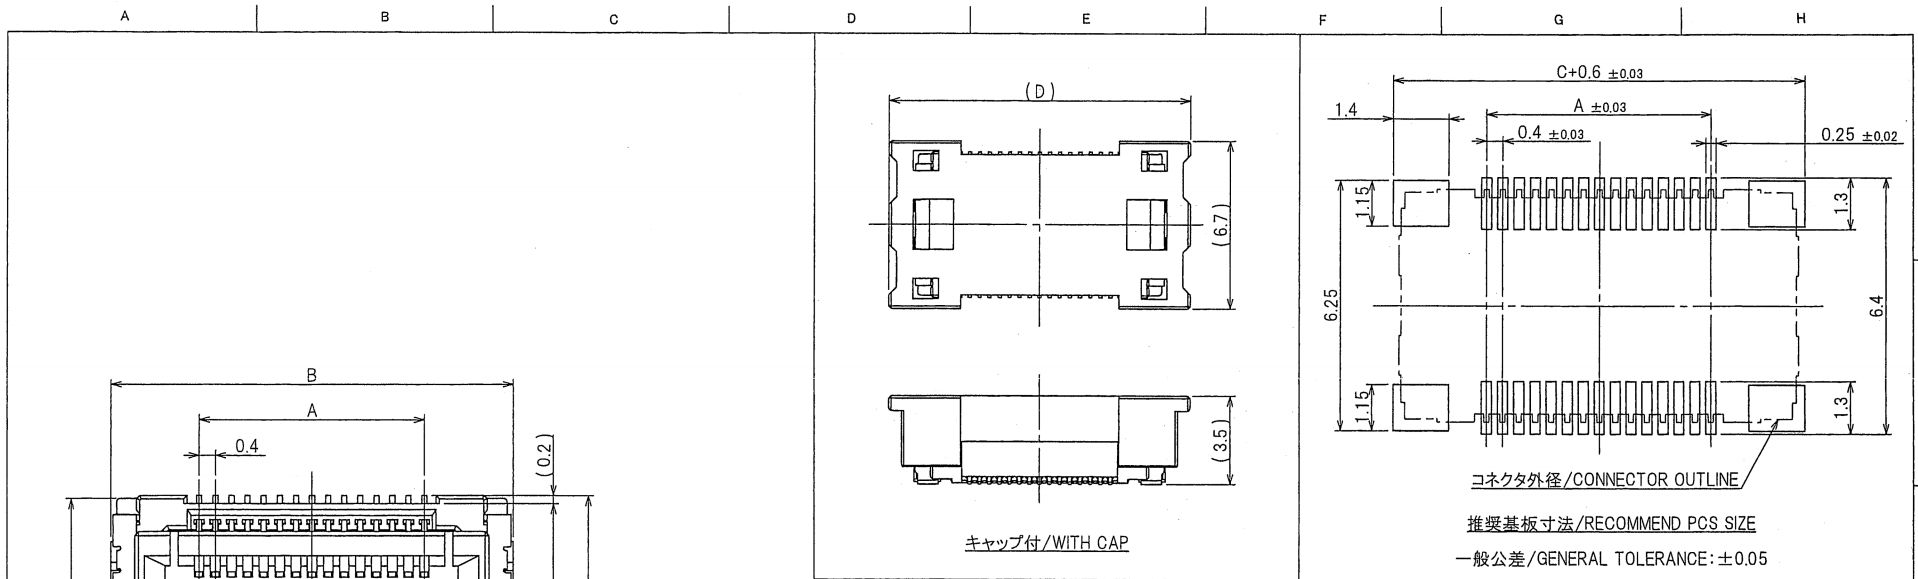 A B C D E F G H
B
A
0.4
(0.2)
(D)
(6.7)
(3.5)
キャップ付/WITH CAP
C+0.6 ±0.03
A ±0.03
1.4
0.4 ±0.03
0.25 ±0.02
1.15
1.3
6.25
6.4
1.15
1.3
コネクタ外径/CONNECTOR OUTLINE
推奨基板寸法/RECOMMEND PCS SIZE
一般公差/GENERAL TOLERANCE:±0.05